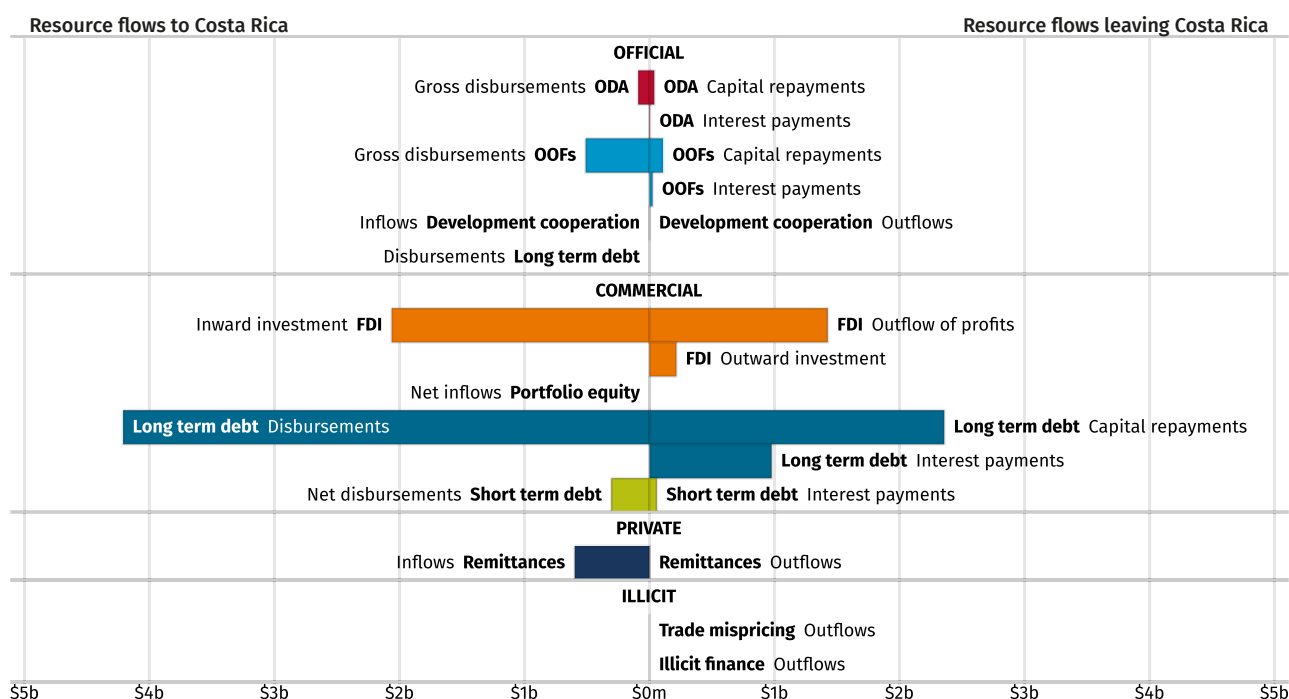 Resource flows to Costa Rica Resource flows leaving Costa Rica
OFFICIAL
Gross disbursements ODA ODA Capital repayments
ODA Interest payments
Gross disbursements OOFs OOFs Capital repayments
OOFs Interest payments
Inflows Development cooperation Development cooperation Outflows
Disbursements Long term debt
COMMERCIAL
Inward investment FDI FDI Outflow of profits
FDI Outward investment
Net inflows Portfolio equity
Long term debt Disbursements Long term debt Capital repayments
Long term debt Interest payments
Net disbursements Short term debt Short term debt Interest payments
PRIVATE
Inflows Remittances Remittances Outflows
ILLICIT
Trade mispricing Outflows
Illicit finance Outflows
$5b $4b $3b $2b $1b $0m $1b $2b $3b $4b $5b